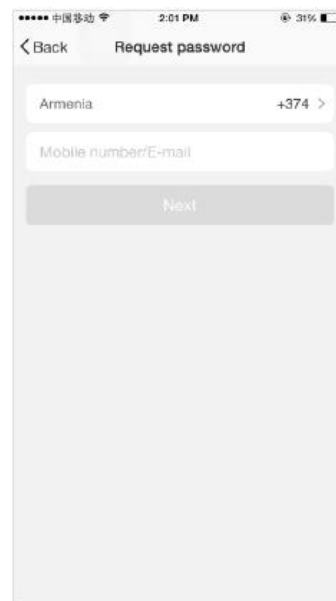 中国移动 2:01 PM 31%
Back Request password
Armenia +374
Mobile number/E-mail
Next